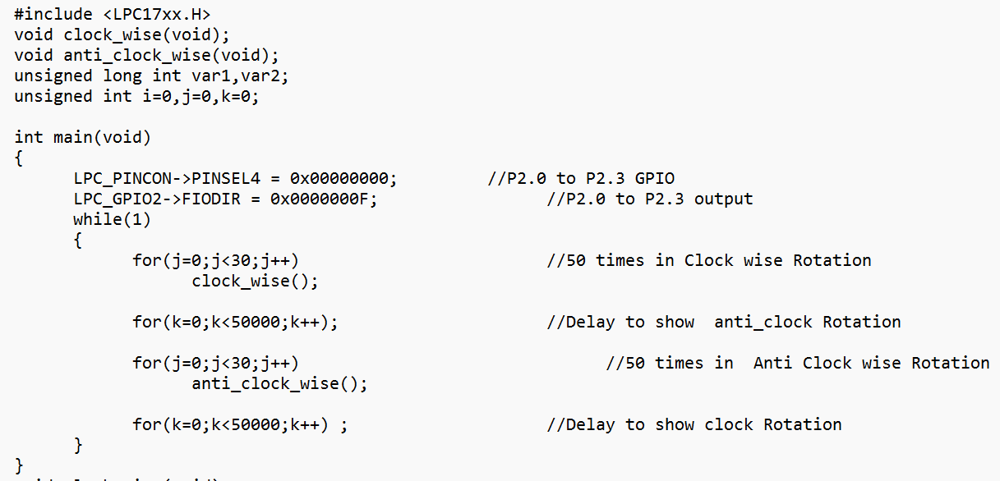 #include <LPC17xx.H>
void clock_wise(void);
void anti_clock_wise(void);
unsigned long int var1,var2;
unsigned int i=0,j=0,k=0;
int main(void)
{
LPC_PINCON->PINSEL4 = 0x00000000; //P2.0 to P2.3 GPIO
LPC_GPIO2->FIODIR = 0x0000000F; //P2.0 to P2.3 output
while(1)
{
for(j=0;j<30;j++) //50 times in Clock wise Rotation
clock_wise();
for(k=0;k<50000;k++); //Delay to show  anti_clock Rotation
for(j=0;j<30;j++) //50 times in  Anti Clock wise Rotation
anti_clock_wise();
for(k=0;k<50000;k++) ; //Delay to show clock Rotation
}
}